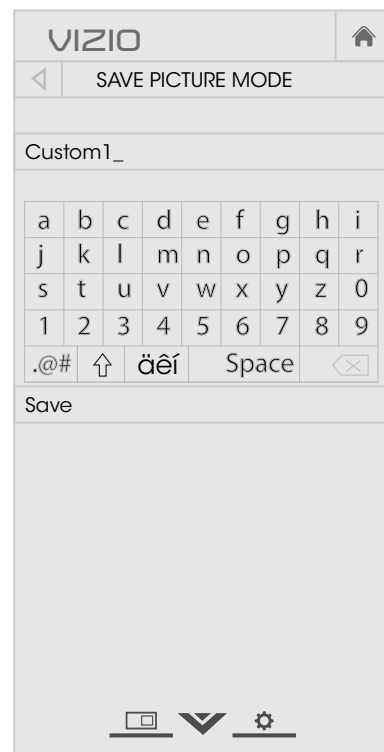 VIZIO
SAVE PICTURE MODE
Custom1_
a b c d e f g h i
j k l m n o p q r
s t u v w x y z 0
1 2 3 4 5 6 7 8 9
.@# äêí Space
Save